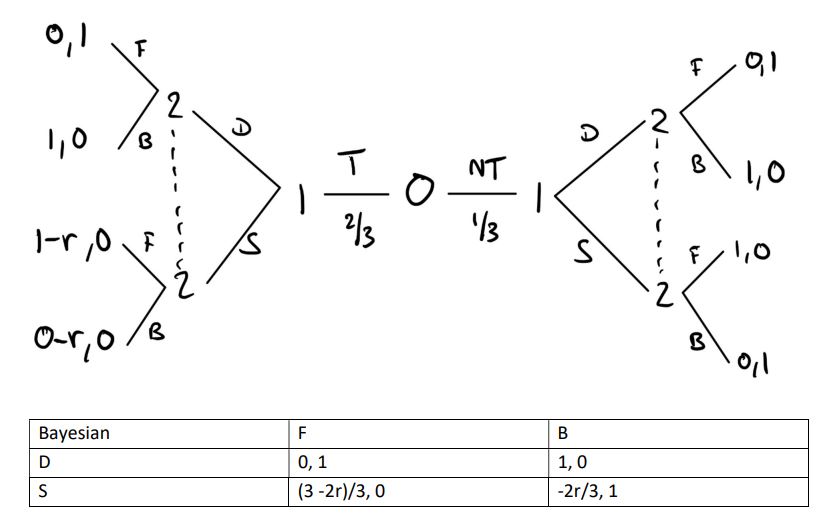 0,1
F
2
B
1,0
D
1-r,0
F
S
2
0-r,0
B
1
T
2/3
0
NT
1/3
1
D
2
F
0,1
B
1,0
S
2
F
1,0
B
0,1
Bayesian F B
D 0, 1 1, 0
S (3 -2r)/3, 0 -2r/3, 1